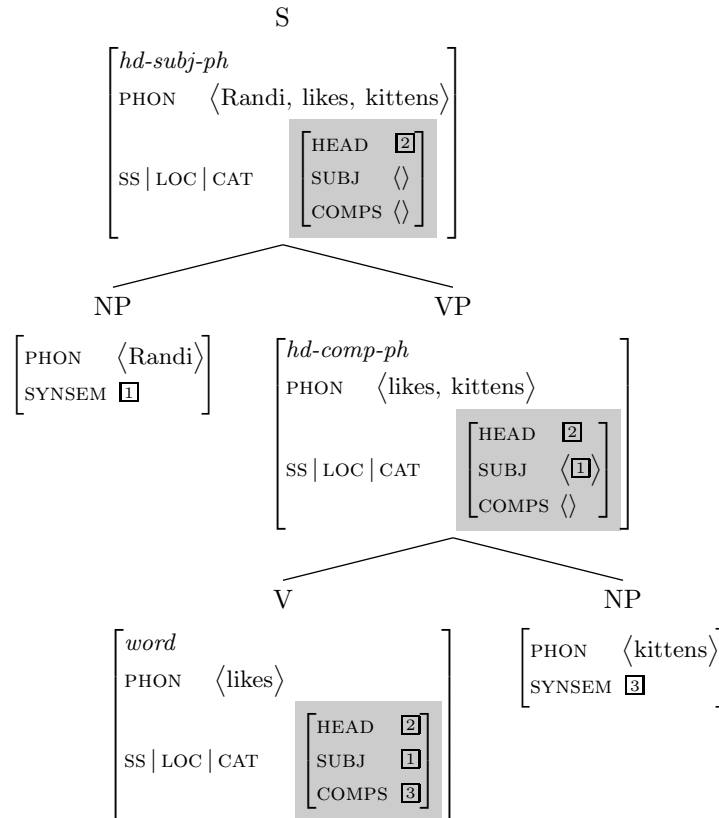 S
hd-subj-ph
PHON ⟨Randi, likes, kittens⟩
SS | LOC | CAT
HEAD 2
SUBJ ⟨⟩
COMPS ⟨⟩
NP VP
PHON ⟨Randi⟩
SYNSEM 1
hd-comp-ph
PHON ⟨likes, kittens⟩
SS | LOC | CAT
HEAD 2
SUBJ ⟨1⟩
COMPS ⟨⟩
V NP
word
PHON ⟨likes⟩
SS | LOC | CAT
HEAD 2
SUBJ 1
COMPS 3
PHON ⟨kittens⟩
SYNSEM 3